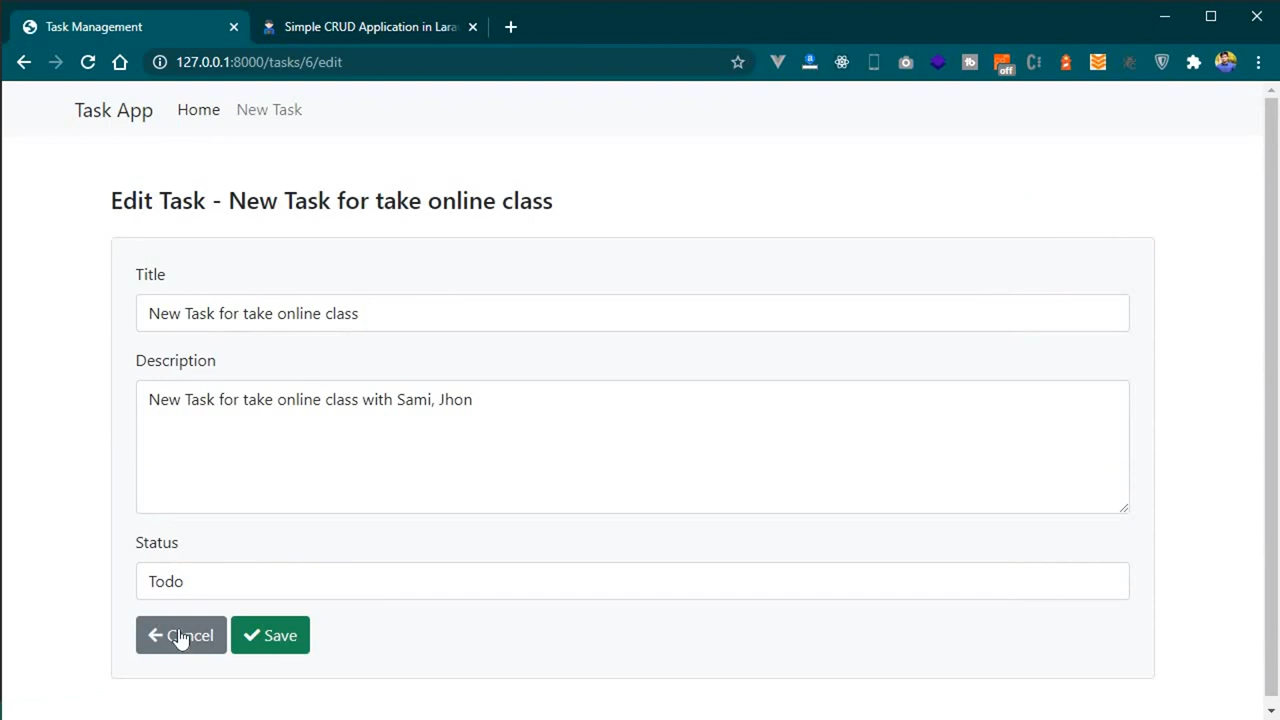 Task Management
Simple CRUD Application in Lara
127.0.0.1:8000/tasks/6/edit
off
Task App Home New Task
Edit Task - New Task for take online class
Title
New Task for take online class
Description
New Task for take online class with Sami, Jhon
Status
Todo
Cancel Save